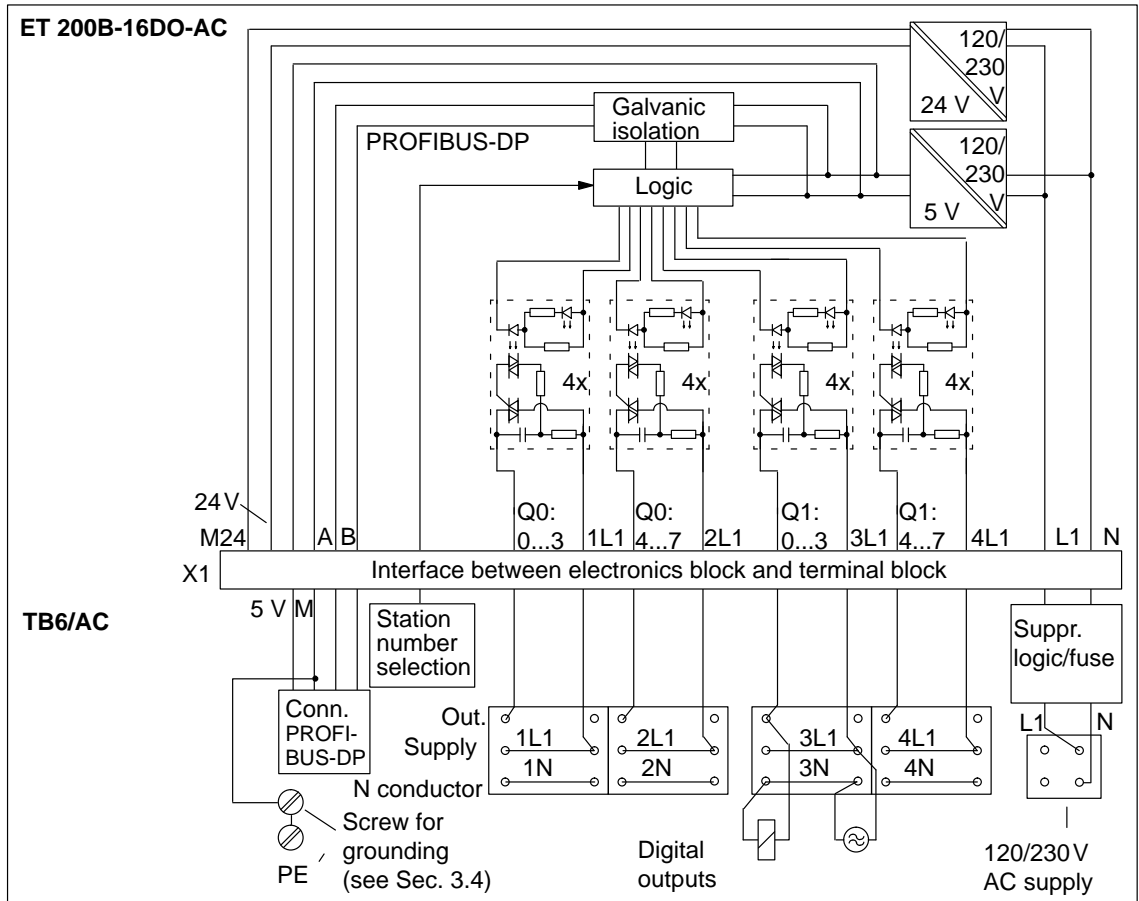 ET 200B-16DO-AC
120/
230
V
24 V
Galvanic
isolation
PROFIBUS-DP
120/
230
V
5 V
Logic
4x
4x
4x
4x
24 V
M24
A
B
Q0:
0...3
1L1
Q0:
4...7
2L1
Q1:
0...3
3L1
Q1:
4...7
4L1
L1
N
X1
Interface between electronics block and terminal block
TB6/AC
5 V
M
Station
number
selection
Suppr.
logic/fuse
Conn.
PROFI-
BUS-DP
Out.
Supply
N conductor
1L1
1N
2L1
2N
3L1
3N
4L1
4N
L1
N
Screw for
grounding
(see Sec. 3.4)
PE
Digital
outputs
120/230 V
AC supply